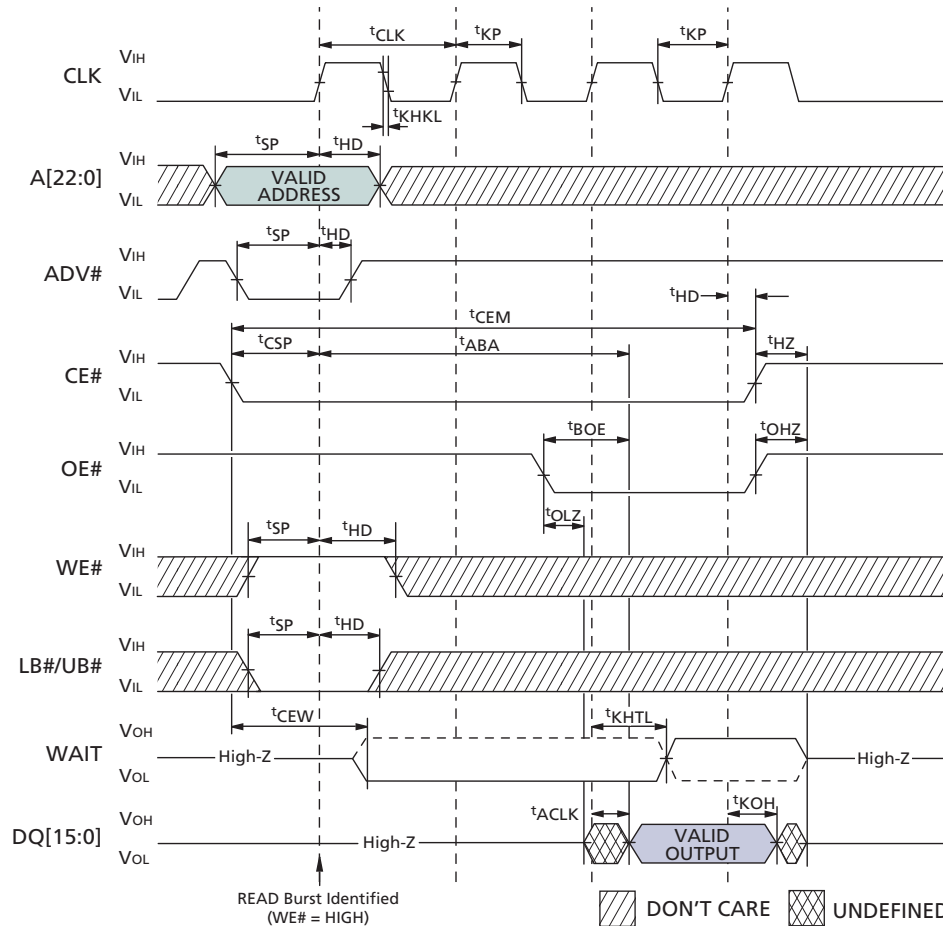 tCLK tKP tKP
VIH
CLK
VIL
tKHKL
tSP tHD
VIH
A[22:0] VALID ADDRESS
VIL
tSP tHD
VIH
ADV#
VIL
tHD
tCEM
tCSP tABA tHZ
VIH
CE#
VIL
tBOE tOHZ
VIH
OE#
VIL
tOLZ
tSP tHD
VIH
WE#
VIL
tSP tHD
VIH
LB#/UB#
VIL
tCEW tKHTL
VOH
WAIT High-Z High-Z
VOL
tACLK tKOH
VOH
DQ[15:0] High-Z VALID OUTPUT
VOL
READ Burst Identified
(WE# = HIGH)
DON'T CARE UNDEFINED